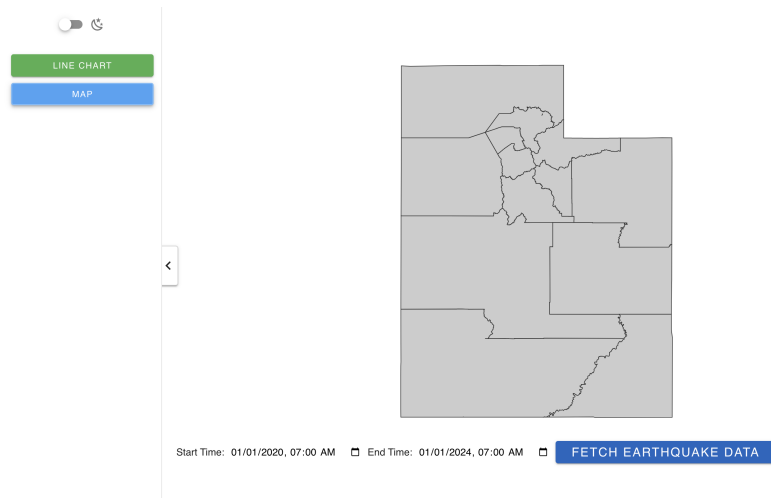 LINE CHART
MAP
Start Time: 01/01/2020, 07:00 AM End Time: 01/01/2024, 07:00 AM FETCH EARTHQUAKE DATA